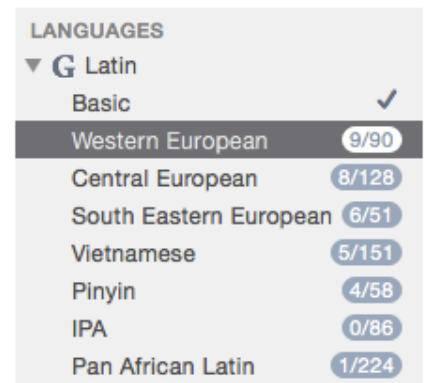 LANGUAGES
G Latin
Basic
Western European 9/90
Central European 8/128
South Eastern European 6/51
Vietnamese 5/151
Pinyin 4/58
IPA 0/86
Pan African Latin 1/224